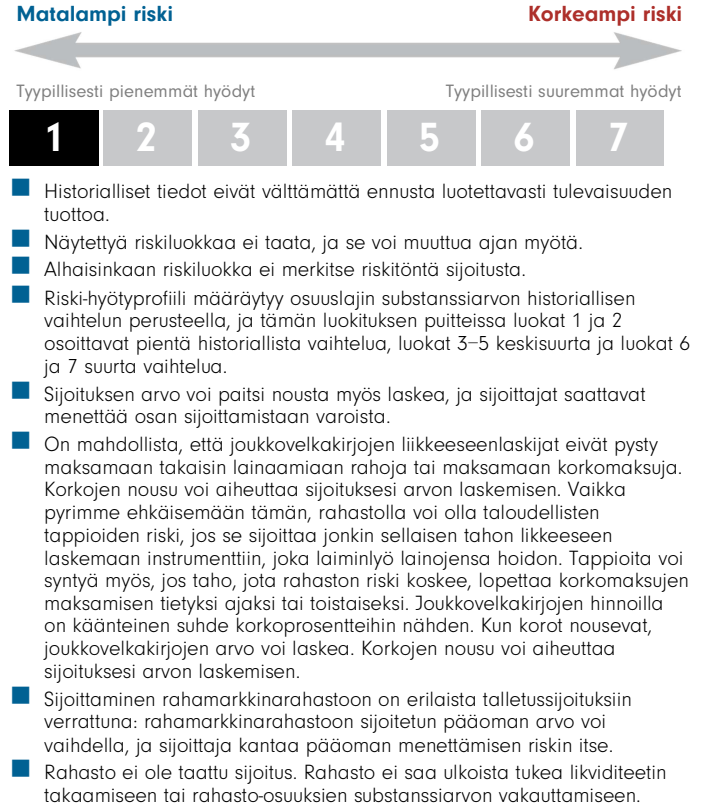 Matalampi riski Korkeampi riski
Tyypillisesti pienemmät hyödyt Tyypillisesti suuremmat hyödyt
1 2 3 4 5 6 7
Historialliset tiedot eivät välttämättä ennusta luotettavasti tulevaisuuden
tuottoa.
Näytettyä riskiluokkaa ei taata, ja se voi muuttua ajan myötä.
Alhaisinkaan riskiluokka ei merkitse riskitöntä sijoitusta.
Riski-hyötyprofiili määräytyy osuuslajin substanssiarvon historiallisen
vaihtelun perusteella, ja tämän luokituksen puitteissa luokat 1 ja 2
osoittavat pientä historiallista vaihtelua, luokat 3–5 keskisuurta ja luokat 6
ja 7 suurta vaihtelua.
Sijoituksen arvo voi paitsi nousta myös laskea, ja sijoittajat saattavat
menettää osan sijoittamistaan varoista.
On mahdollista, että joukkovelkakirjojen liikkeeseenlaskijat eivät pysty
maksamaan takaisin lainaamiaan rahoja tai maksamaan korkomaksuja.
Korkojen nousu voi aiheuttaa sijoituksesi arvon laskemisen. Vaikka
pyrimme ehkäisemään tämän, rahastolla voi olla taloudellisten
tappioiden riski, jos se sijoittaa jonkin sellaisen tahon likkeeseen
laskemaan instrumenttiin, joka laiminlyö lainojensa hoidon. Tappioita voi
syntyä myös, jos taho, jota rahaston riski koskee, lopettaa korkomaksujen
maksamisen tietyksi ajaksi tai toistaiseksi. Joukkovelkakirjojen hinnoilla
on käänteinen suhde korkoprosentteihin nähden. Kun korot nousevat,
joukkovelkakirjojen arvo voi laskea. Korkojen nousu voi aiheuttaa
sijoituksesi arvon laskemisen.
Sijoittaminen rahamarkkinarahastoon on erilaista talletussijoituksiin
verrattuna: rahamarkkinarahastoon sijoitetun pääoman arvo voi
vaihdella, ja sijoittaja kantaa pääoman menettämisen riskin itse.
Rahasto ei ole taattu sijoitus. Rahasto ei saa ulkoista tukea likviditeetin
takaamiseen tai rahasto-osuuksien substanssiarvon vakauttamiseen.